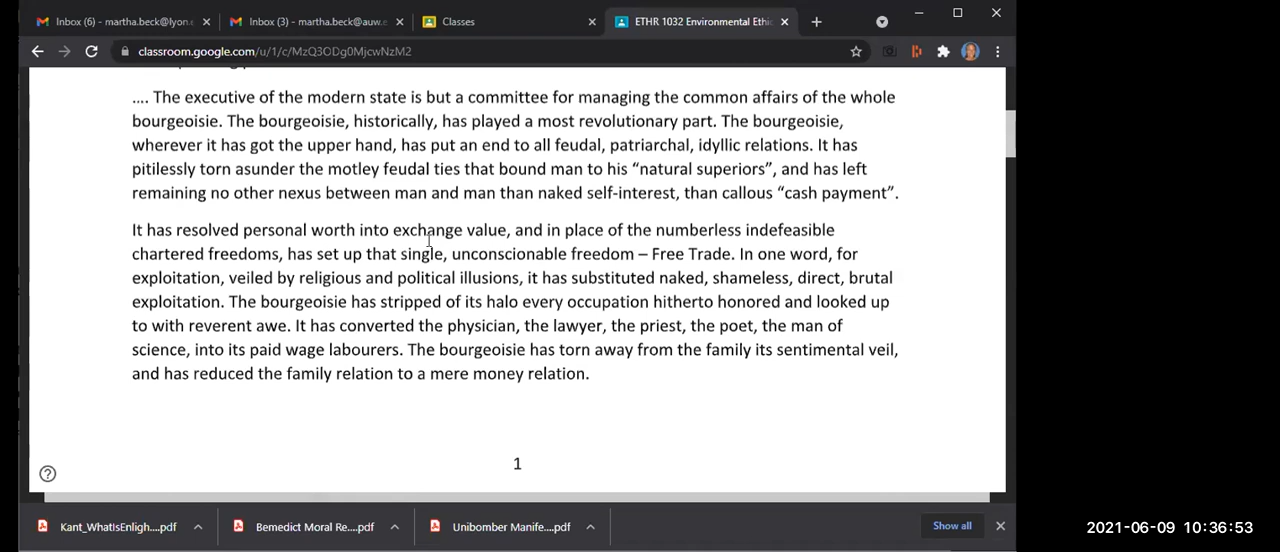 Inbox (6) - martha.beck@lyon.e
Inbox (3) - martha.beck@auw.e
Classes
ETHR 1032 Environmental Ethic
classroom.google.com/u/1/c/MzQ3ODg0MjcwNzM2
.... The executive of the modern state is but a committee for managing the common affairs of the whole
bourgeoisie. The bourgeoisie, historically, has played a most revolutionary part. The bourgeoisie,
wherever it has got the upper hand, has put an end to all feudal, patriarchal, idyllic relations. It has
pitilessly torn asunder the motley feudal ties that bound man to his “natural superiors”, and has left
remaining no other nexus between man and man than naked self-interest, than callous “cash payment”.
It has resolved personal worth into exchange value, and in place of the numberless indefeasible
chartered freedoms, has set up that single, unconscionable freedom – Free Trade. In one word, for
exploitation, veiled by religious and political illusions, it has substituted naked, shameless, direct, brutal
exploitation. The bourgeoisie has stripped of its halo every occupation hitherto honored and looked up
to with reverent awe. It has converted the physician, the lawyer, the priest, the poet, the man of
science, into its paid wage labourers. The bourgeoisie has torn away from the family its sentimental veil,
and has reduced the family relation to a mere money relation.
1
Kant_WhatIsEnligh....pdf
Bemedict Moral Re....pdf
Unibomber Manife....pdf
Show all
2021-06-09 10:36:53